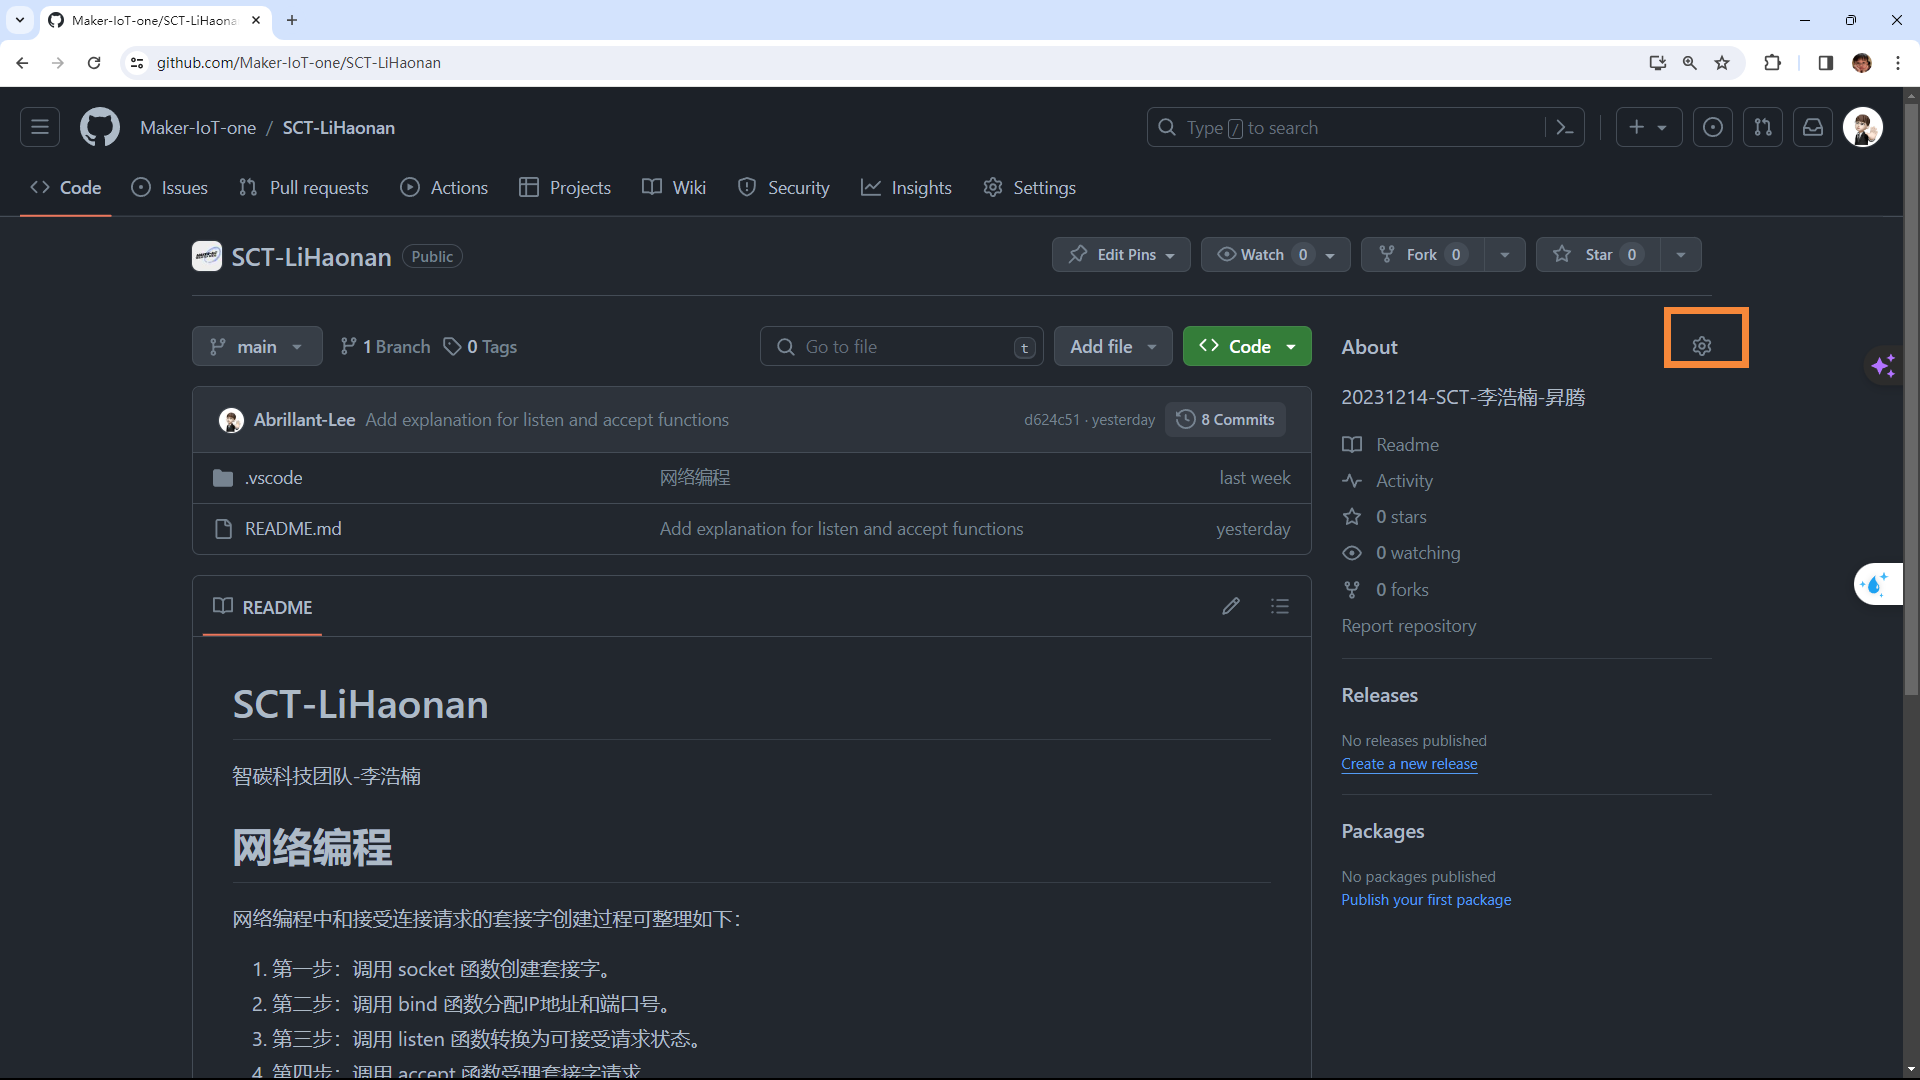 Maker-IoT-one/SCT-LiHaona
github.com/Maker-IoT-one/SCT-LiHaonan
Maker-IoT-one / SCT-LiHaonan
Type / to search
Code
Issues
Pull requests
Actions
Projects
Wiki
Security
Insights
Settings
SCT-LiHaonan
Public
Edit Pins
Watch 0
Fork 0
Star 0
main
1 Branch
0 Tags
Go to file
t
Add file
Code
Abrillant-Lee Add explanation for listen and accept functions d624c51 · yesterday 8 Commits
.vscode 网络编程 last week
README.md Add explanation for listen and accept functions yesterday
README
SCT-LiHaonan
智碳科技团队-李浩楠
网络编程
网络编程中和接受连接请求的套接字创建过程可整理如下：
1. 第一步：调用 socket 函数创建套接字。
2. 第二步：调用 bind 函数分配IP地址和端口号。
3. 第三步：调用 listen 函数转换为可接受请求状态。
4. 第四步：调用 accept 函数受理套接字请求
About
20231214-SCT-李浩楠-昇腾
Readme
Activity
0 stars
0 watching
0 forks
Report repository
Releases
No releases published
Create a new release
Packages
No packages published
Publish your first package